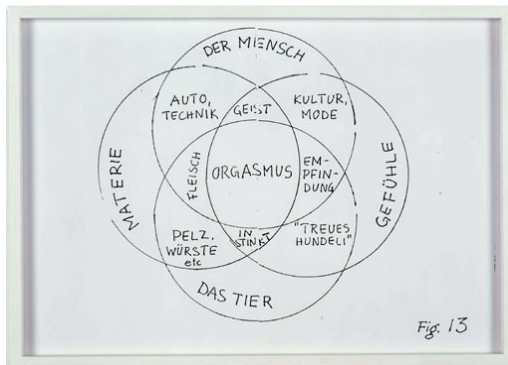 DER MENSCH
AUTO,
TECHNIK
GEIST
KULTUR,
MODE
MATERIE
FLEISCH
ORGASMUS
EM-
PFIN-
DUNG
GEFÜHLE
PELZ,
WÜRSTE
etc
IN
STINKT
"TREUES
HUNDELI"
DAS TIER
Fig. 13